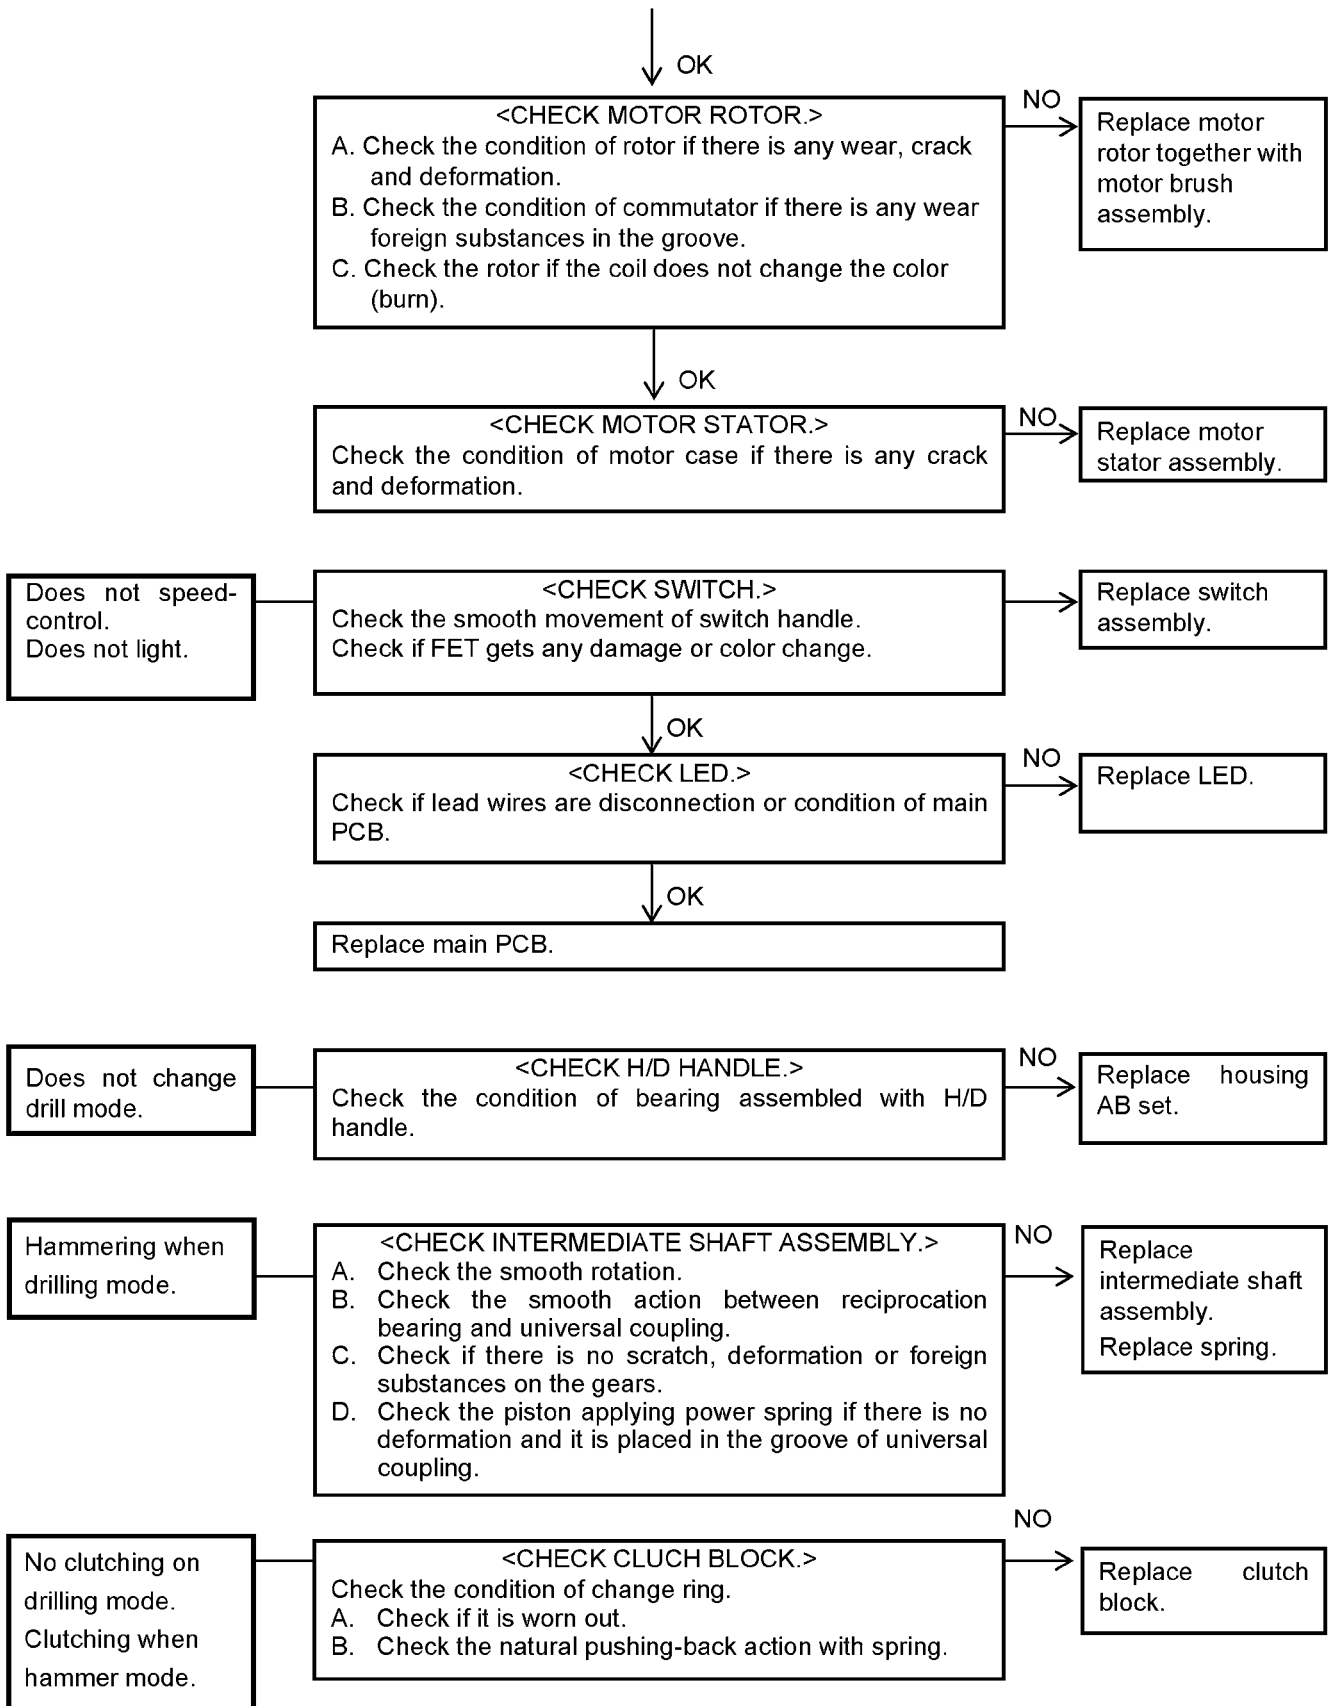 OK
<CHECK MOTOR ROTOR.>
A. Check the condition of rotor if there is any wear, crack
and deformation.
B. Check the condition of commutator if there is any wear
foreign substances in the groove.
C. Check the rotor if the coil does not change the color
(burn).
NO
Replace motor
rotor together with
motor brush
assembly.
OK
<CHECK MOTOR STATOR.>
Check the condition of motor case if there is any crack
and deformation.
NO
Replace motor
stator assembly.
Does not speed-
control.
Does not light.
<CHECK SWITCH.>
Check the smooth movement of switch handle.
Check if FET gets any damage or color change.
Replace switch
assembly.
OK
<CHECK LED.>
Check if lead wires are disconnection or condition of main
PCB.
NO
Replace LED.
OK
Replace main PCB.
Does not change
drill mode.
<CHECK H/D HANDLE.>
Check the condition of bearing assembled with H/D
handle.
NO
Replace housing
AB set.
Hammering when
drilling mode.
<CHECK INTERMEDIATE SHAFT ASSEMBLY.>
A. Check the smooth rotation.
B. Check the smooth action between reciprocation
bearing and universal coupling.
C. Check if there is no scratch, deformation or foreign
substances on the gears.
D. Check the piston applying power spring if there is no
deformation and it is placed in the groove of universal
coupling.
NO
Replace
intermediate shaft
assembly.
Replace spring.
No clutching on
drilling mode.
Clutching when
hammer mode.
<CHECK CLUCH BLOCK.>
Check the condition of change ring.
A. Check if it is worn out.
B. Check the natural pushing-back action with spring.
NO
Replace clutch
block.